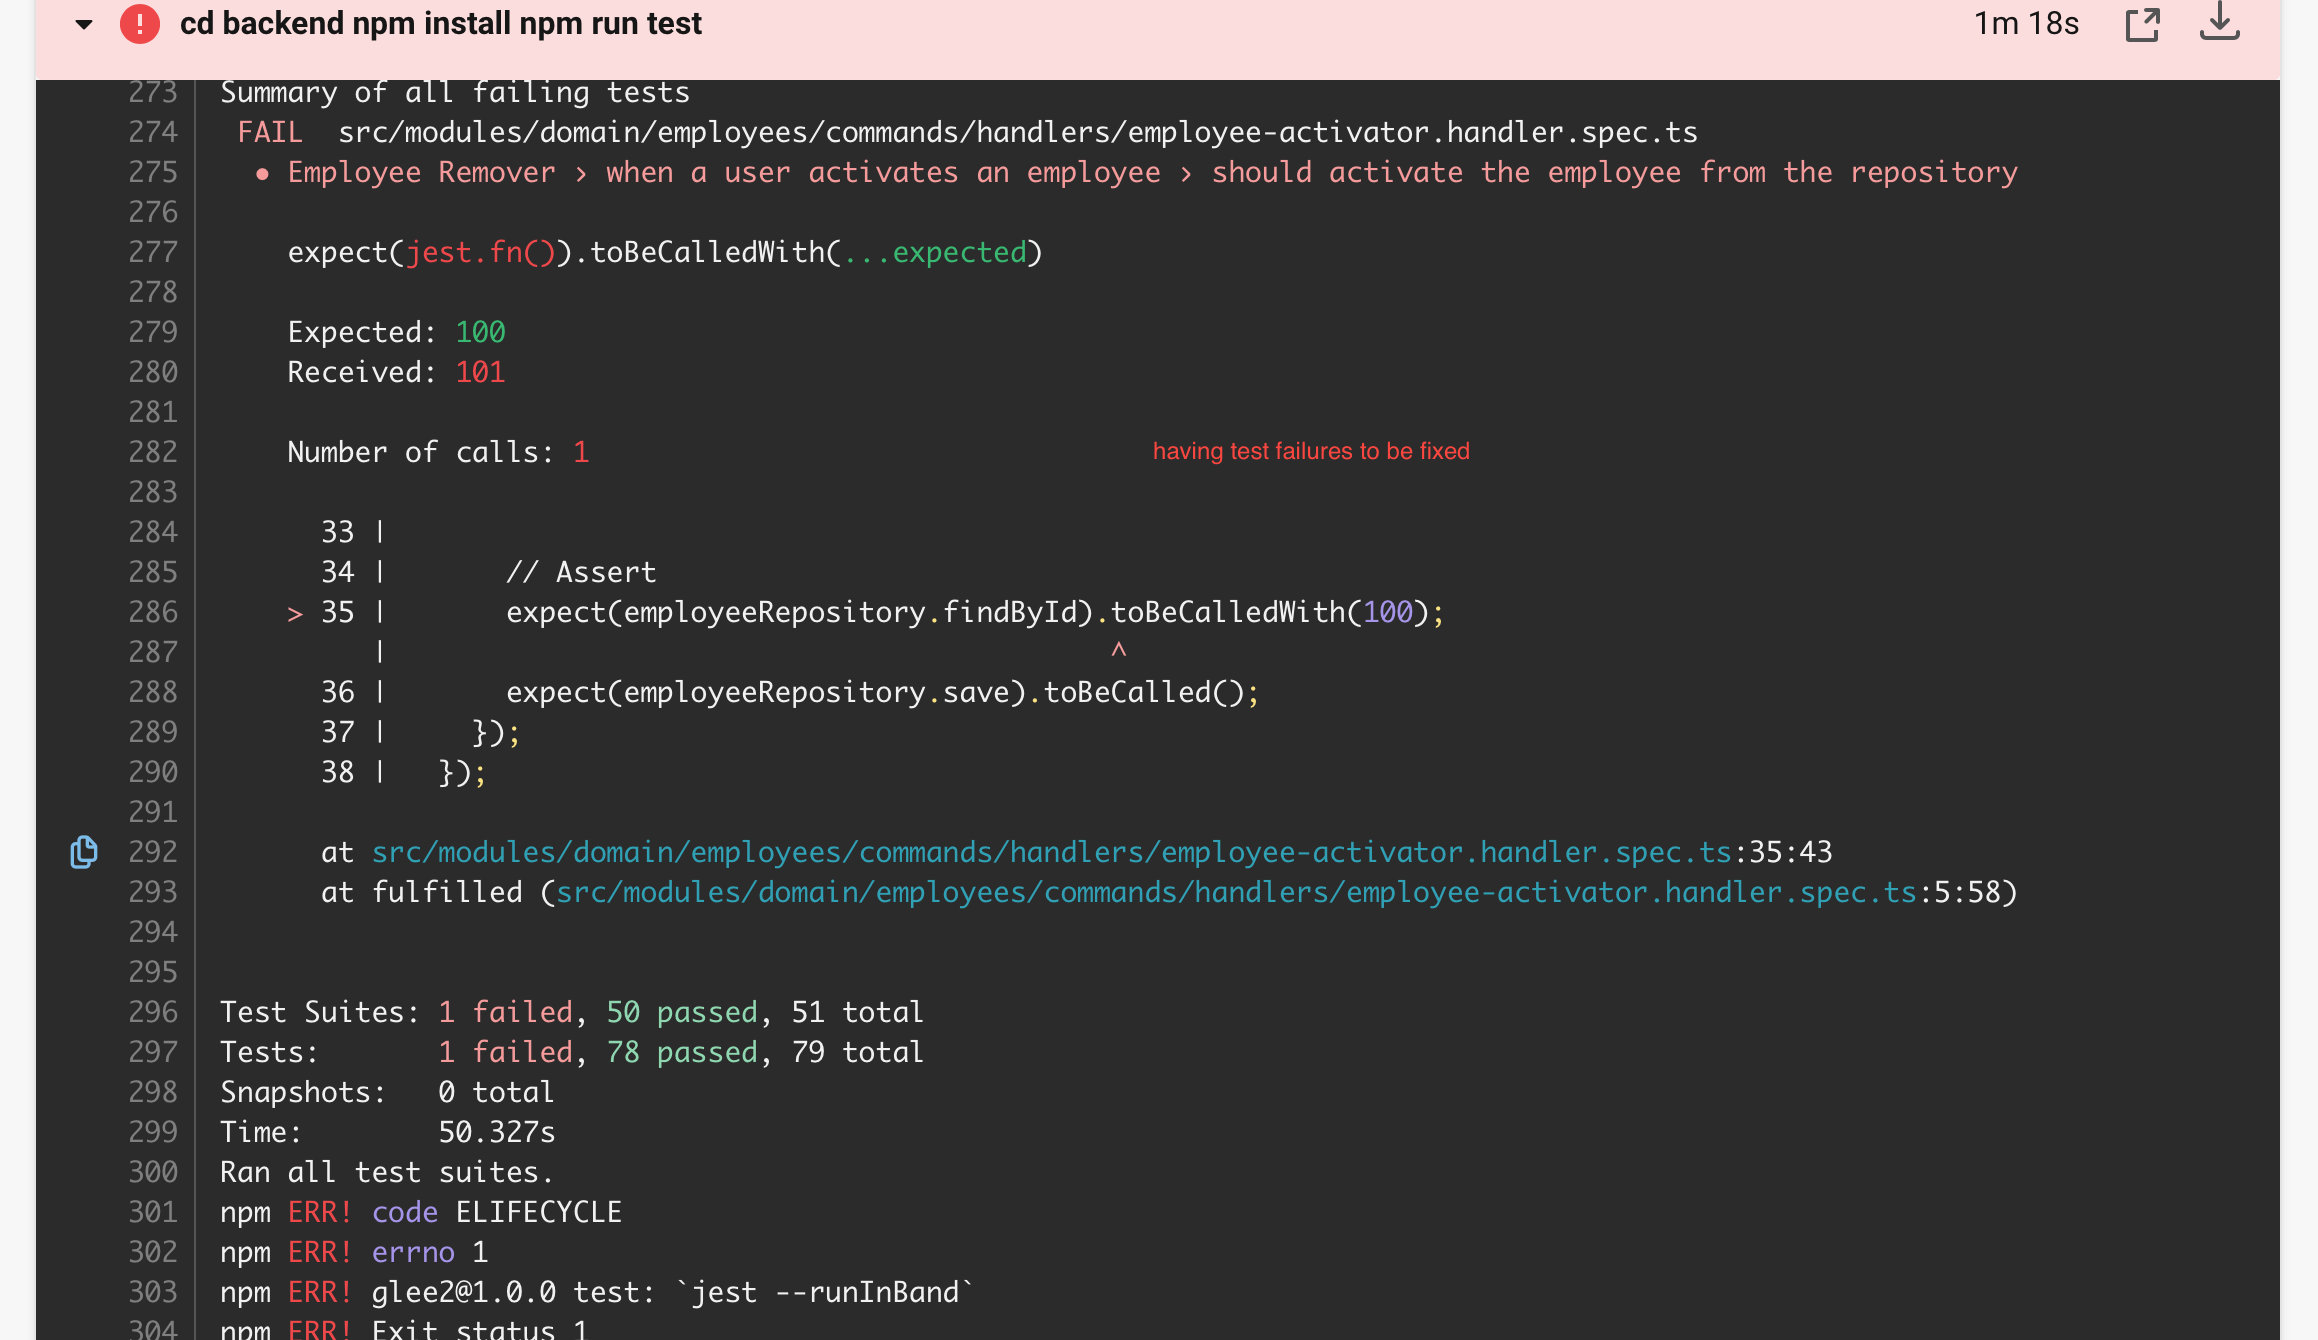 cd backend npm install npm run test 1m 18s
273 Summary of all failing tests
274 FAIL src/modules/domain/employees/commands/handlers/employee-activator.handler.spec.ts
275 ● Employee Remover › when a user activates an employee › should activate the employee from the repository
276
277 expect(jest.fn()).toBeCalledWith(...expected)
278
279 Expected: 100
280 Received: 101
281
282 Number of calls: 1 having test failures to be fixed
283
284 33 |
285 34 | // Assert
286 > 35 | expect(employeeRepository.findById).toBeCalledWith(100);
287 | ^
288 36 | expect(employeeRepository.save).toBeCalled();
289 37 | });
290 38 | });
291
292 at src/modules/domain/employees/commands/handlers/employee-activator.handler.spec.ts:35:43
293 at fulfilled (src/modules/domain/employees/commands/handlers/employee-activator.handler.spec.ts:5:58)
294
295
296 Test Suites: 1 failed, 50 passed, 51 total
297 Tests: 1 failed, 78 passed, 79 total
298 Snapshots: 0 total
299 Time: 50.327s
300 Ran all test suites.
301 npm ERR! code ELIFECYCLE
302 npm ERR! errno 1
303 npm ERR! glee2@1.0.0 test: `jest --runInBand`
304 npm ERR! Exit status 1